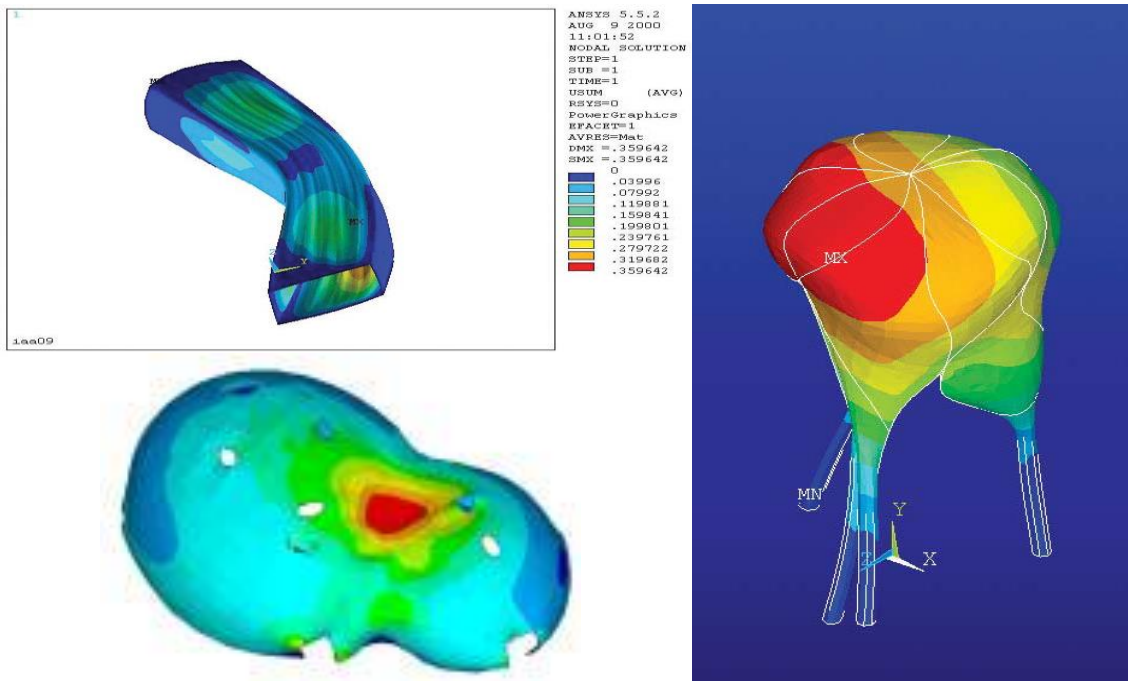 1
ANSYS 5.5.2
AUG 9 2000
11:01:52
NODAL SOLUTION
STEP=1
SUB =1
TIME=1
USUM (AVG)
RSYS=0
PowerGraphics
EFACET=1
AVRES=Mat
DMX =.359642
SMX =.359642
0
.03996
.07992
.119881
.159841
.199801
.239761
.279722
.319682
.359642
MX
Y
iaa09
MX
MN
Y
Z
X